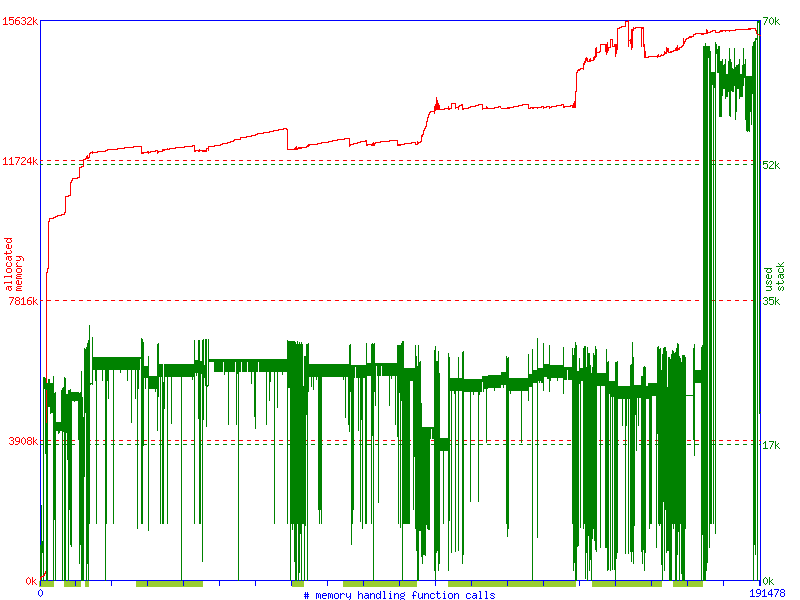 15632k
70k
11724k
52k
allocated
memory
used
stack
7816k
35k
3908k
17k
0k
0k
0
# memory handling function calls
191478